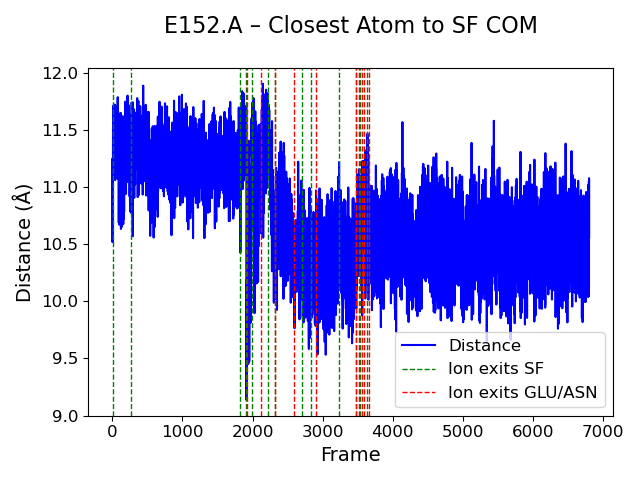 E152.A – Closest Atom to SF COM
12.0
11.5
11.0
10.5
10.0
9.5
9.0
Distance (Å)
0 1000 2000 3000 4000 5000 6000 7000
Frame
Distance
Ion exits SF
Ion exits GLU/ASN